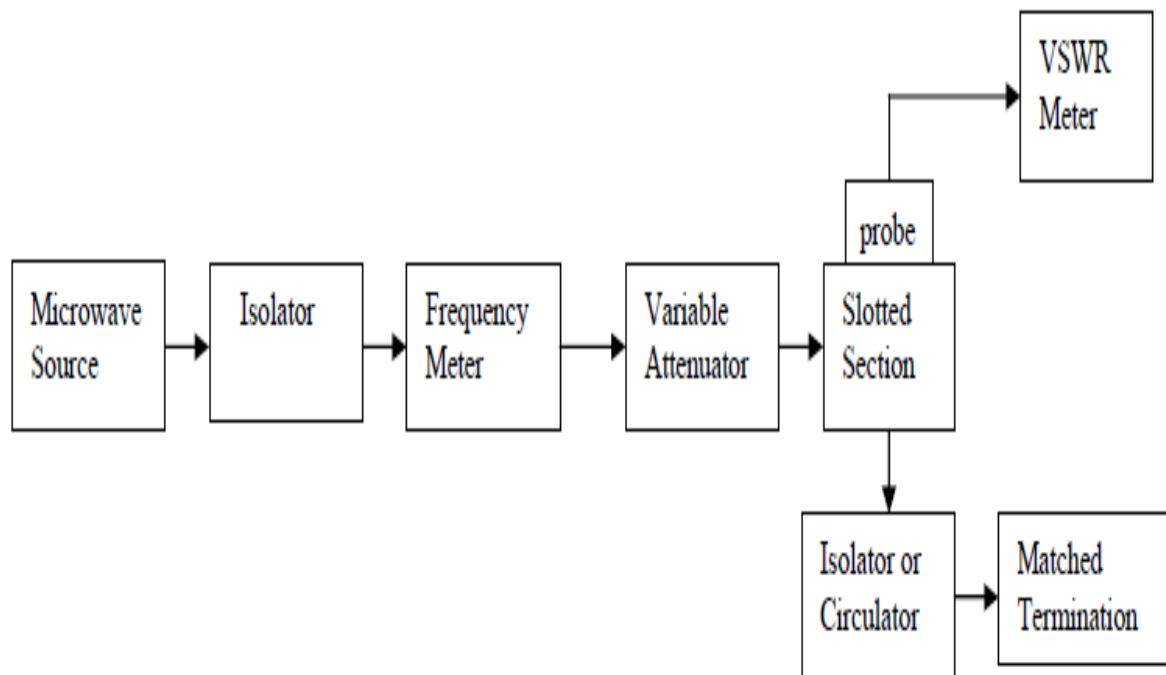 VSWR
Meter
probe
Microwave
Source
Isolator
Frequency
Meter
Variable
Attenuator
Slotted
Section
Isolator or
Circulator
Matched
Termination